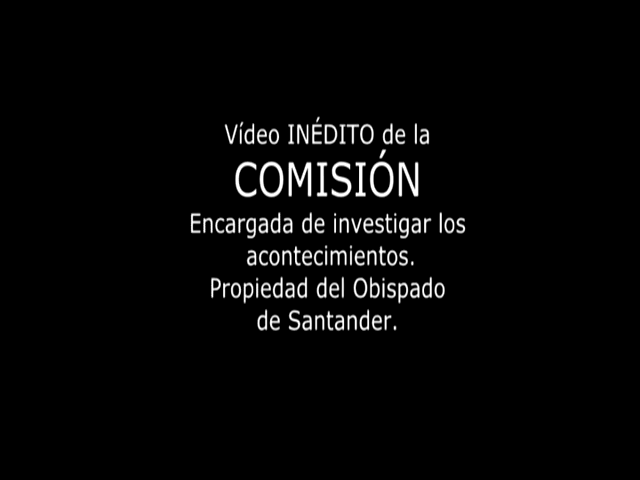 Vídeo INÉDITO de la
COMISIÓN
Encargada de investigar los
acontecimientos.
Propiedad del Obispado
de Santander.